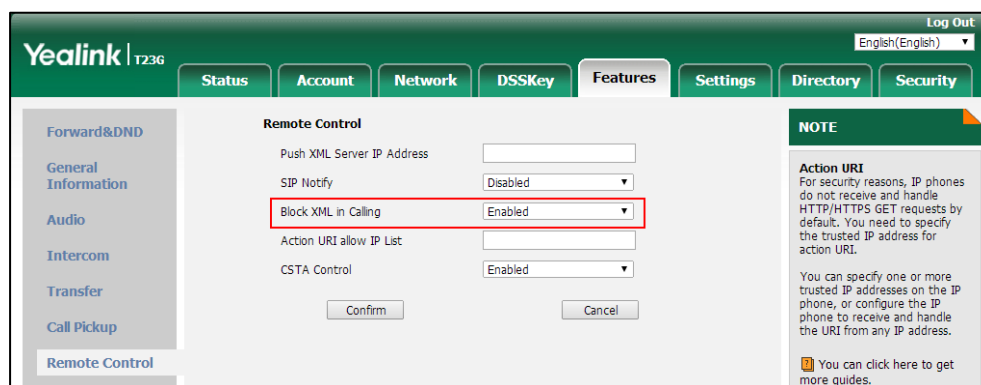 Log Out
Yealink | T23G
English(English)
Status Account Network DSSKey Features Settings Directory Security
Forward&DND
General
Information
Audio
Intercom
Transfer
Call Pickup
Remote Control
Remote Control
Push XML Server IP Address
SIP Notify Disabled
Block XML in Calling Enabled
Action URI allow IP List
CSTA Control Enabled
Confirm Cancel
NOTE
Action URI
For security reasons, IP phones
do not receive and handle
HTTP/HTTPS GET requests by
default. You need to specify
the trusted IP address for
action URI.
You can specify one or more
trusted IP addresses on the IP
phone, or configure the IP
phone to receive and handle
the URI from any IP address.
You can click here to get
more guides.